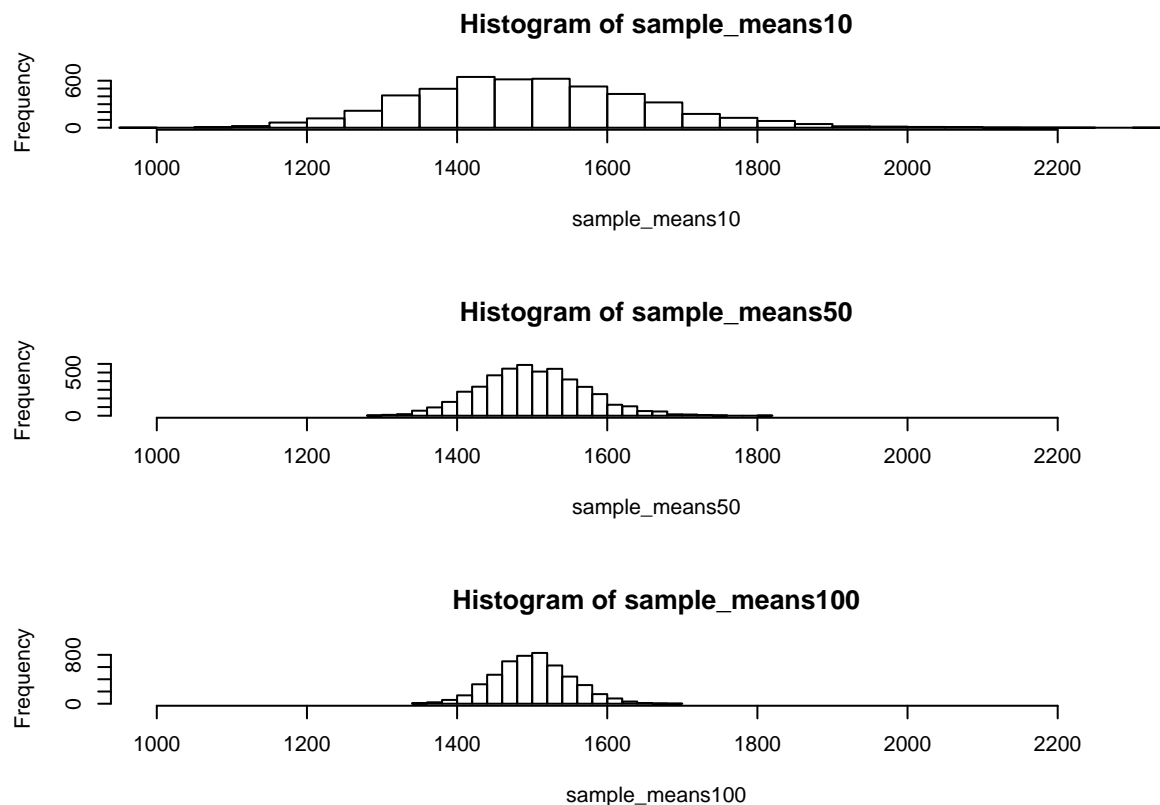 Histogram of sample_means10
Frequency
600
0
1000 1200 1400 1600 1800 2000 2200
sample_means10
Histogram of sample_means50
Frequency
500
0
1000 1200 1400 1600 1800 2000 2200
sample_means50
Histogram of sample_means100
Frequency
800
0
1000 1200 1400 1600 1800 2000 2200
sample_means100